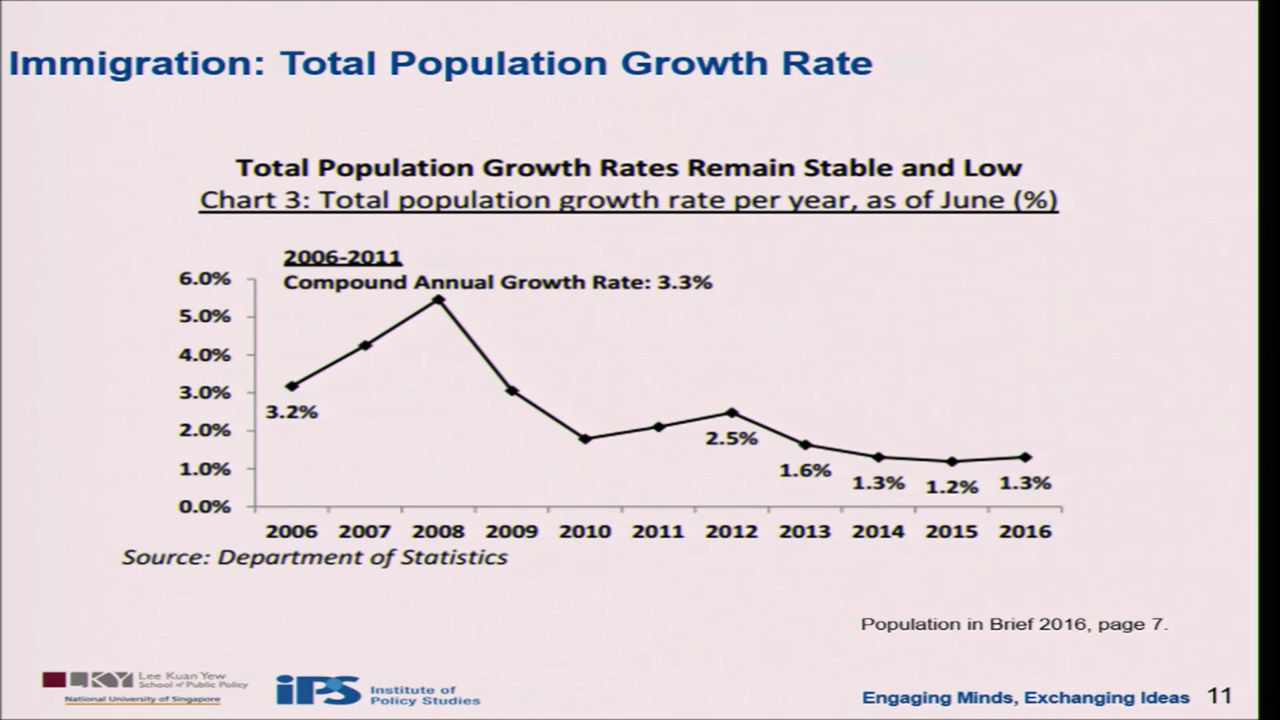 Immigration: Total Population Growth Rate
Total Population Growth Rates Remain Stable and Low
Chart 3: Total population growth rate per year, as of June (%)
2006-2011
Compound Annual Growth Rate: 3.3%
6.0%
5.0%
4.0%
3.0%
2.0%
1.0%
0.0%
3.2%
2.5%
1.6%
1.3%
1.2%
1.3%
2006 2007 2008 2009 2010 2011 2012 2013 2014 2015 2016
Source: Department of Statistics
Population in Brief 2016, page 7.
LKY Lee Kuan Yew
School of Public Policy
National University of Singapore
iPS Institute of
Policy Studies
Engaging Minds, Exchanging Ideas 11